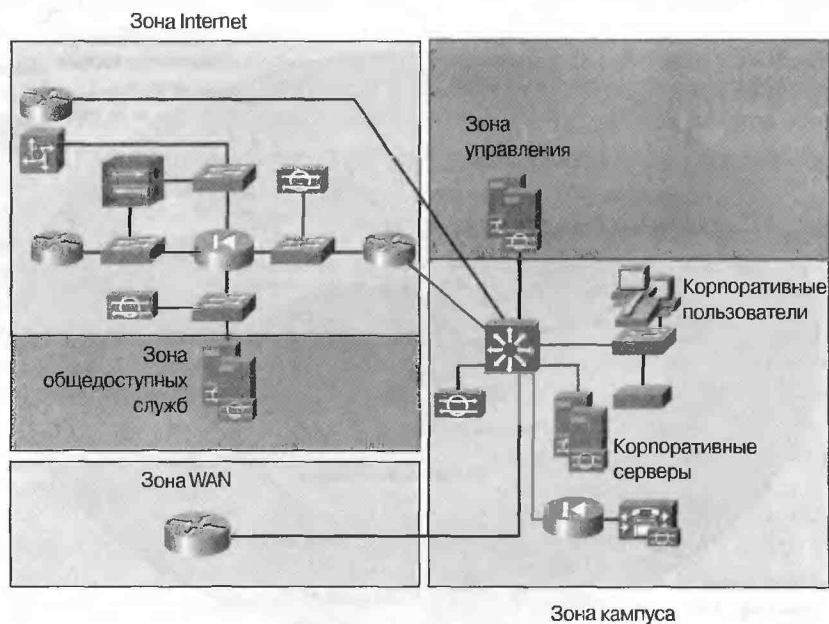 Зона Internet
Зона
управления
Корпоративные
пользователи
Зона
общедоступных
служб
Корпоративные
серверы
Зона WAN
Зона кампуса